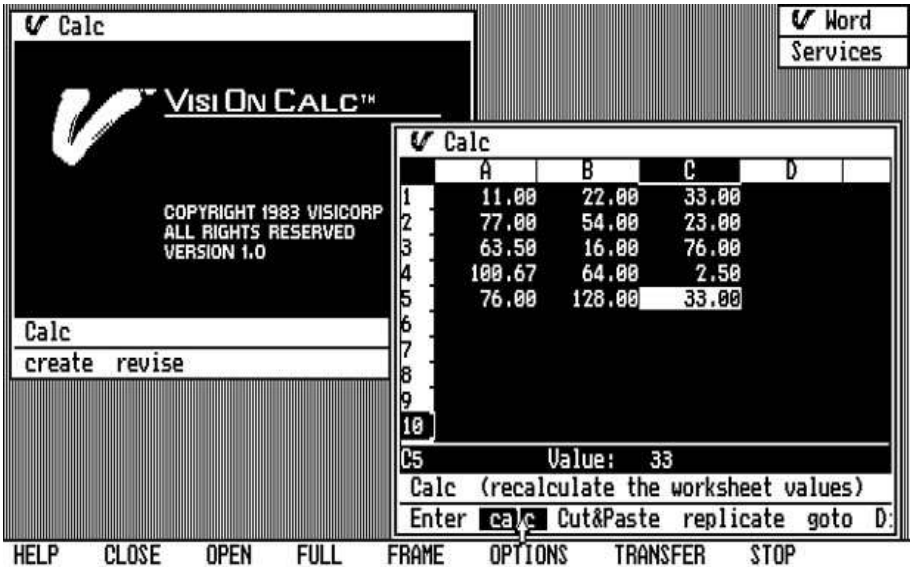 Calc
VISI ON CALC™
COPYRIGHT 1983 VISICORP
ALL RIGHTS RESERVED
VERSION 1.0
Calc
create revise
Word
Services
Calc
A B C D
1 11.00 22.00 33.00
2 77.00 54.00 23.00
3 63.50 16.00 76.00
4 100.67 64.00 2.50
5 76.00 128.00 33.00
6
7
8
9
10
C5 Value: 33
Calc (recalculate the worksheet values)
Enter calc Cut&Paste replicate goto D:
HELP CLOSE OPEN FULL FRAME OPTIONS TRANSFER STOP